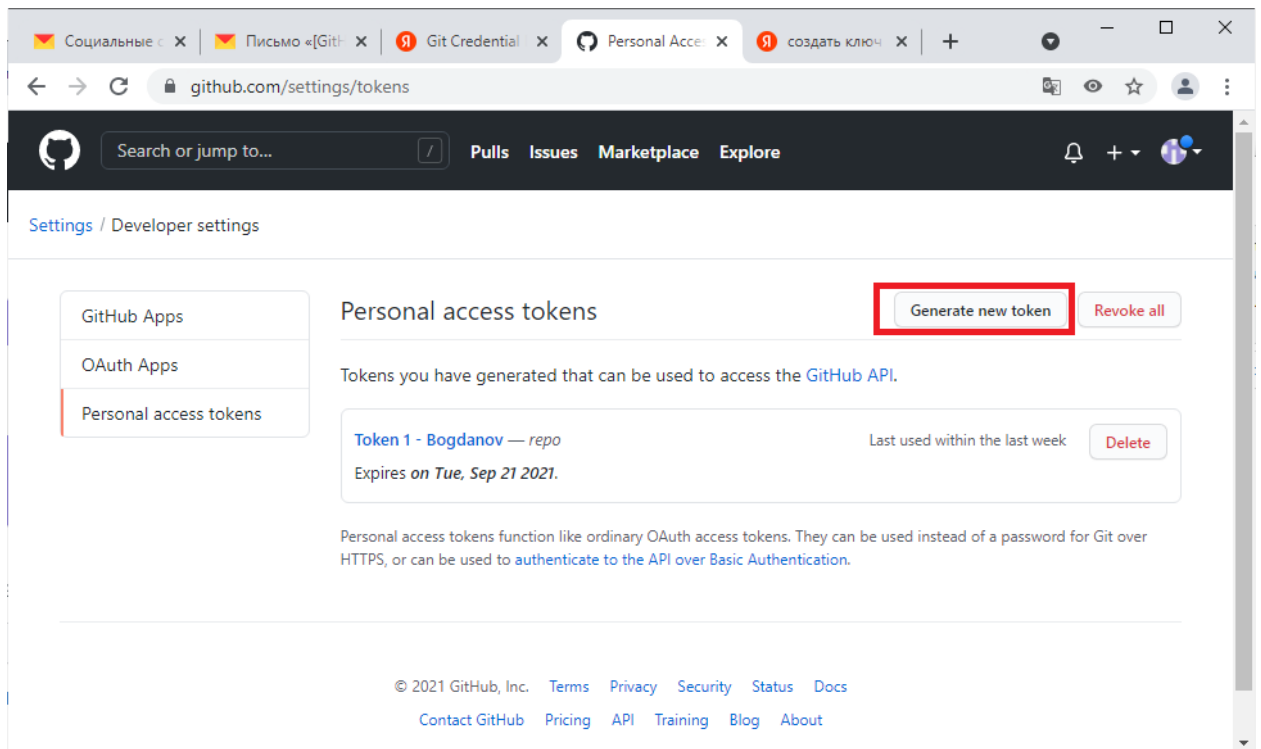 Социальные с
Письмо «[GitH
Git Credential
Personal Acces
создать ключ
github.com/settings/tokens
Search or jump to...
/
Pulls Issues Marketplace Explore
Settings / Developer settings
GitHub Apps
OAuth Apps
Personal access tokens
Personal access tokens
Generate new token
Revoke all
Tokens you have generated that can be used to access the GitHub API.
Token 1 - Bogdanov — repo
Last used within the last week
Delete
Expires on Tue, Sep 21 2021.
Personal access tokens function like ordinary OAuth access tokens. They can be used instead of a password for Git over
HTTPS, or can be used to authenticate to the API over Basic Authentication.
© 2021 GitHub, Inc. Terms Privacy Security Status Docs
Contact GitHub Pricing API Training Blog About